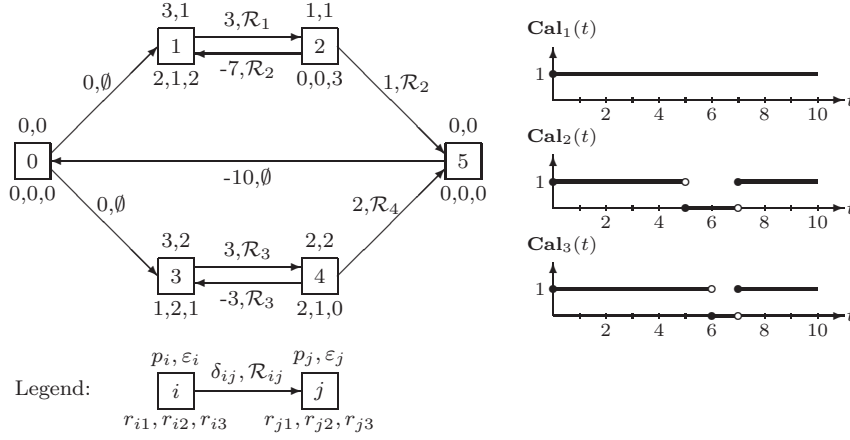 3,1
3,R₁
1,1
1
2
2,1,2
-7,R₂
0,0,3
0,∅
1,R₂
0,0
0
0,0,0
-10,∅
0,0
5
0,0,0
0,∅
2,R₄
3,2
3,R₃
2,2
3
4
1,2,1
-3,R₃
2,1,0
Legend:
pᵢ, εᵢ
δᵢⱼ, Rᵢⱼ
pⱼ, εⱼ
i
j
rᵢ₁, rᵢ₂, rᵢ₃
rⱼ₁, rⱼ₂, rⱼ₃
Cal₁(t)
1
2 4 6 8 10 t
Cal₂(t)
1
2 4 6 8 10 t
Cal₃(t)
1
2 4 6 8 10 t